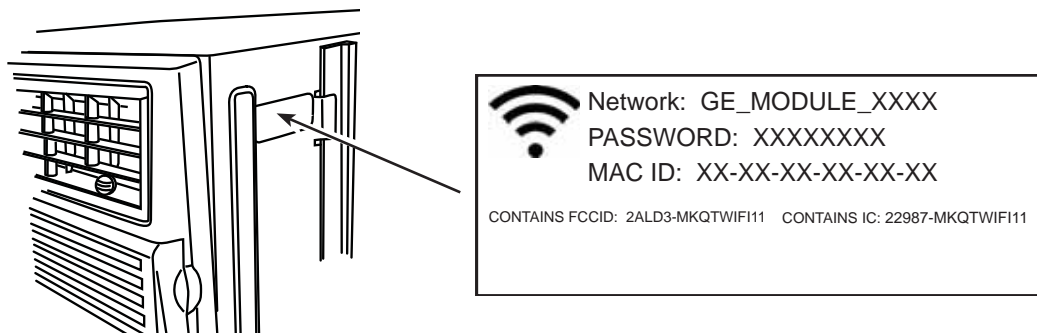 Network: GE_MODULE_XXXX
PASSWORD: XXXXXXXX
MAC ID: XX-XX-XX-XX-XX-XX
CONTAINS FCCID: 2ALD3-MKQTWIFI11 CONTAINS IC: 22987-MKQTWIFI11